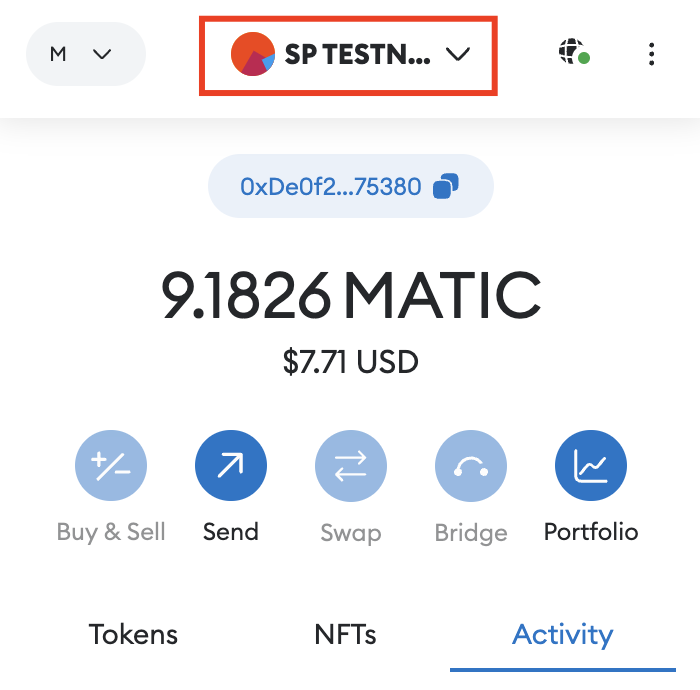 M
SP TESTN...
0xDe0f2...75380
9.1826 MATIC
$7.71 USD
Buy & Sell
Send
Swap
Bridge
Portfolio
Tokens
NFTs
Activity